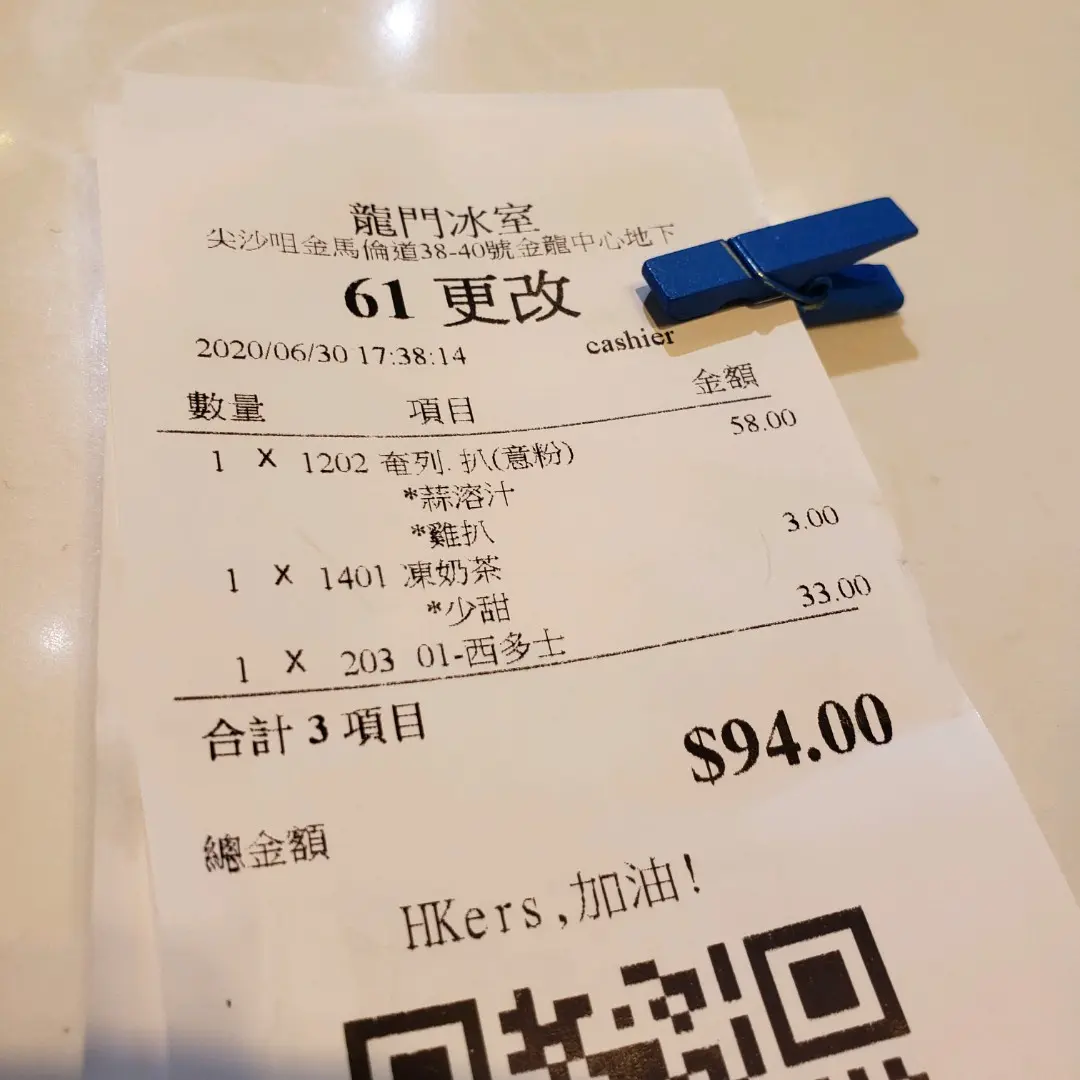 龍門冰室
尖沙咀金馬倫道38-40號金龍中心地下
61 更改
2020/06/30 17:38:14 cashier
數量 項目 金額
1 X 1202 奄列. 扒(意粉) 58.00
*蒜溶汁
*雞扒
1 X 1401 凍奶茶 3.00
*少甜
1 X 203 01-西多士 33.00
合計 3 項目 $94.00
總金額
HKers,加油!